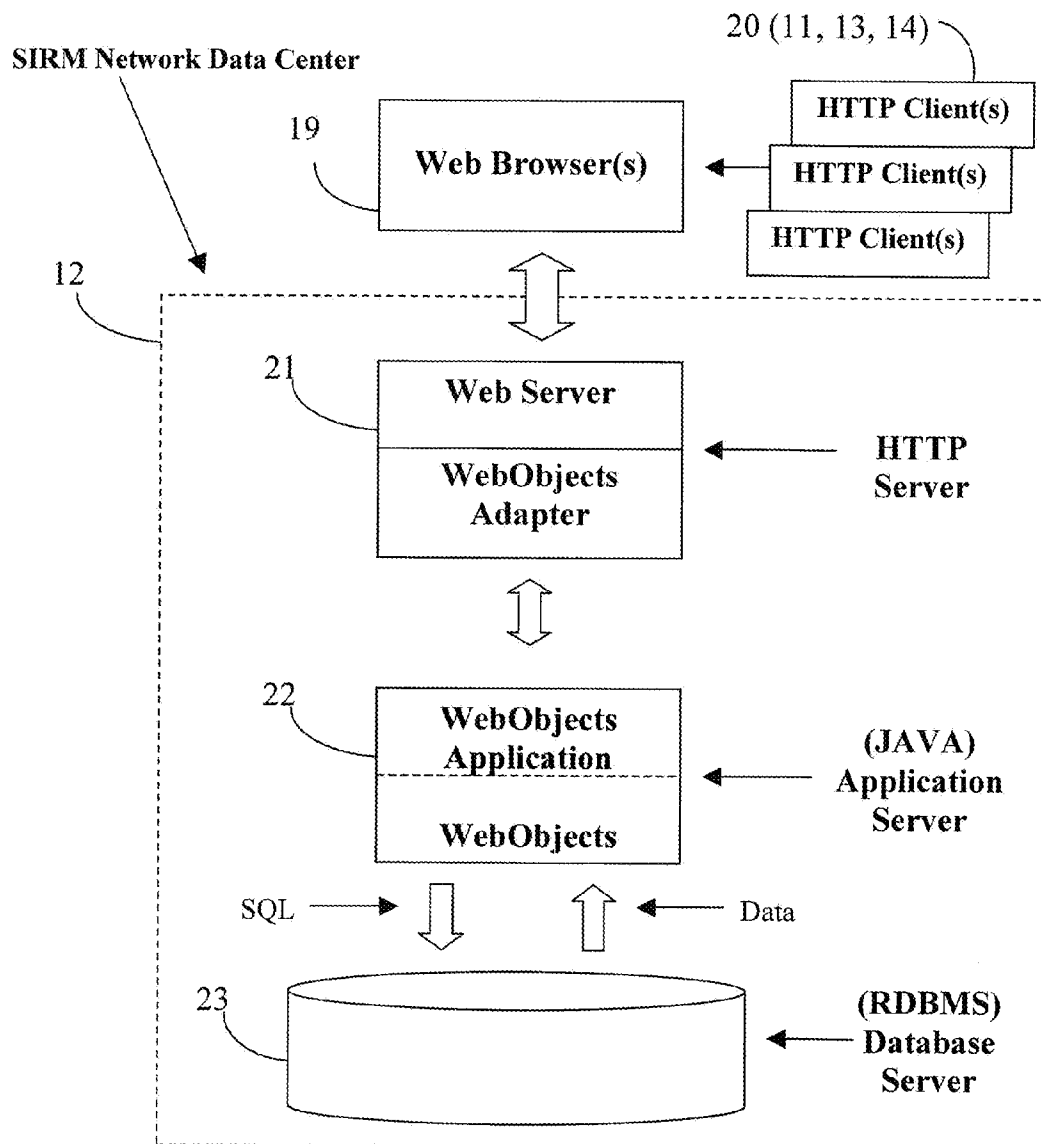 20 (11, 13, 14)
SIRM Network Data Center
HTTP Client(s)
19
Web Browser(s)
HTTP Client(s)
HTTP Client(s)
12
21
Web Server
WebObjects
Adapter
HTTP
Server
22
WebObjects
Application
WebObjects
(JAVA)
Application
Server
SQL
Data
23
(RDBMS)
Database
Server